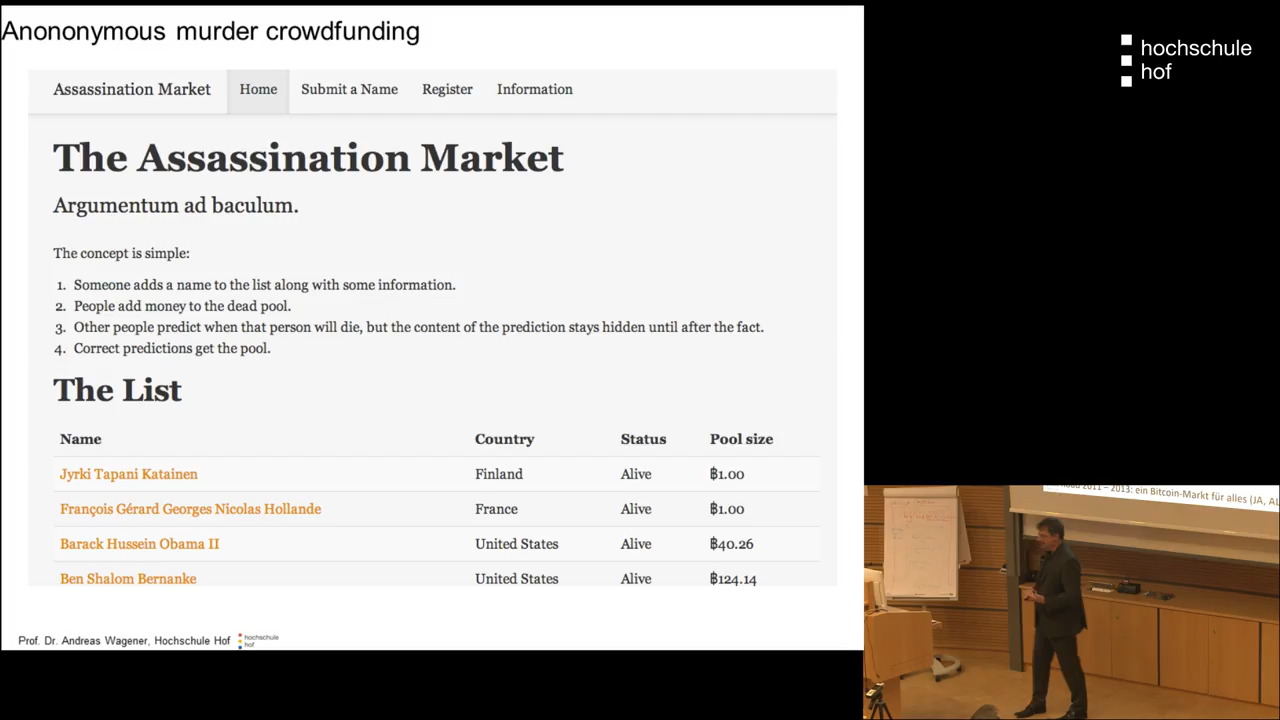 Anononymous murder crowdfunding
hochschule
hof
Assassination Market Home Submit a Name Register Information
The Assassination Market
Argumentum ad baculum.
The concept is simple:
1. Someone adds a name to the list along with some information.
2. People add money to the dead pool.
3. Other people predict when that person will die, but the content of the prediction stays hidden until after the fact.
4. Correct predictions get the pool.
The List
Name Country Status Pool size
Jyrki Tapani Katainen Finland Alive ฿1.00
François Gérard Georges Nicolas Hollande France Alive ฿1.00
Barack Hussein Obama II United States Alive ฿40.26
Ben Shalom Bernanke United States Alive ฿124.14
2011 – 2013: ein Bitcoin-Markt für alles (JA,
Prof. Dr. Andreas Wagener, Hochschule Hof hochschule
hof